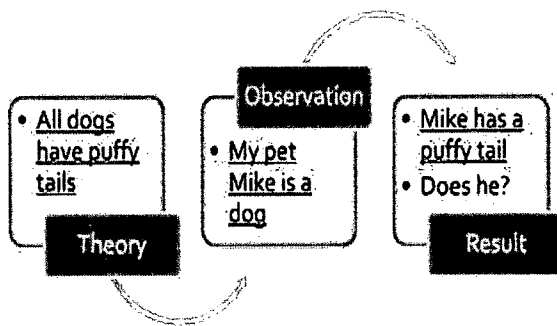 • All dogs
have puffy
tails
Theory
Observation
• My pet
Mike is a
dog
• Mike has a
puffy tail
• Does he?
Result